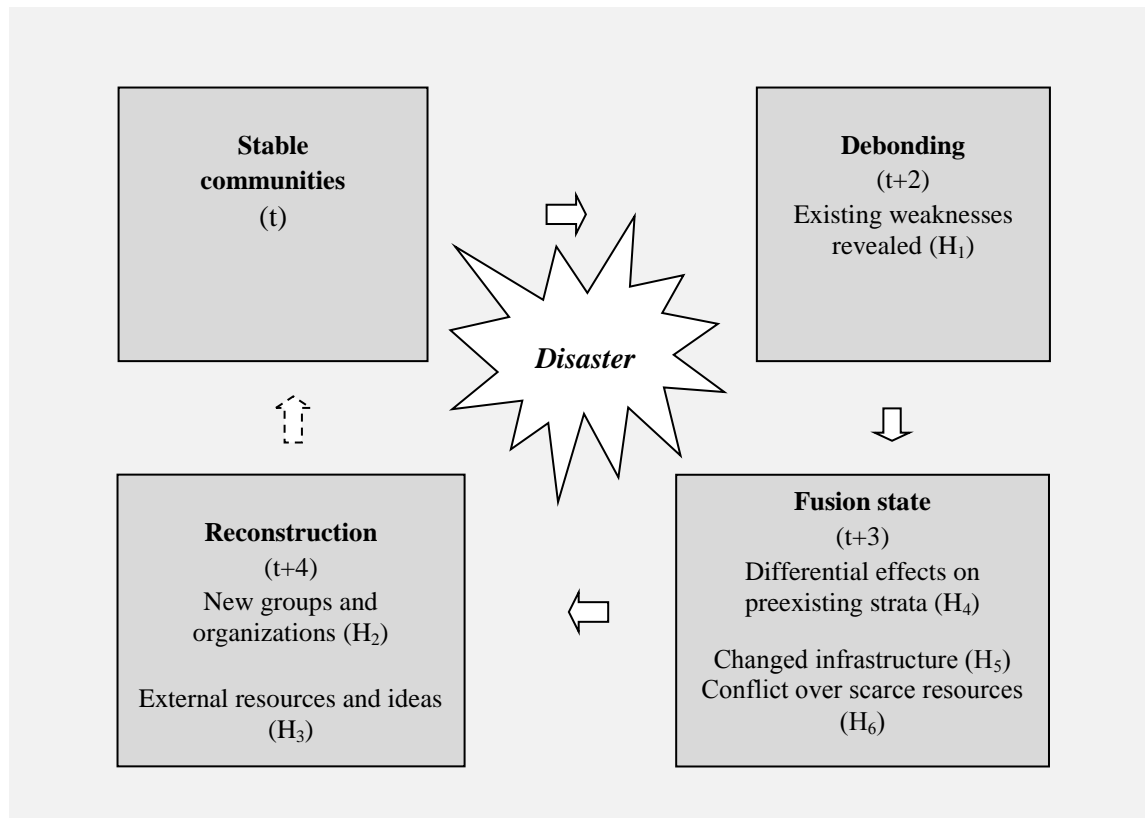 Stable
communities
(t)
Debonding
(t+2)
Existing weaknesses
revealed (H₁)
Disaster
Reconstruction
(t+4)
New groups and
organizations (H₂)
External resources and ideas
(H₃)
Fusion state
(t+3)
Differential effects on
preexisting strata (H₄)
Changed infrastructure (H₅)
Conflict over scarce resources
(H₆)